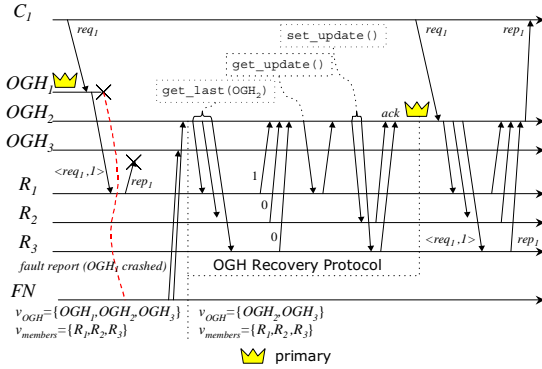 C1
req1
req1
rep1
set_update()
get_update()
get_last(OGH2)
OGH1
OGH2
ack
OGH3
<req1,1>
rep1
1
R1
0
R2
0
<req1,1>
rep1
R3
fault report (OGH1 crashed)
OGH Recovery Protocol
FN
vOGH={OGH1,OGH2,OGH3}
vmembers={R1,R2,R3}
vOGH={OGH2,OGH3}
vmembers={R1,R2,R3}
primary